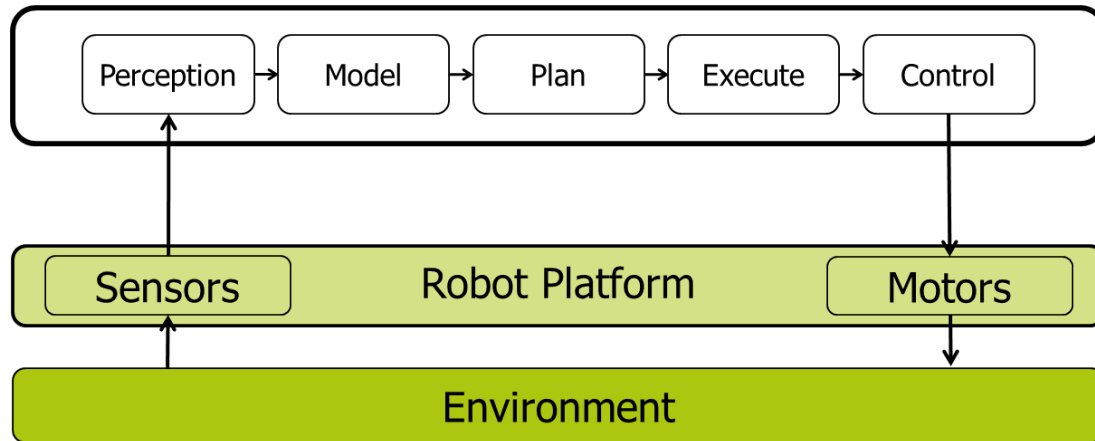 Perception
Model
Plan
Execute
Control
Sensors
Robot Platform
Motors
Environment